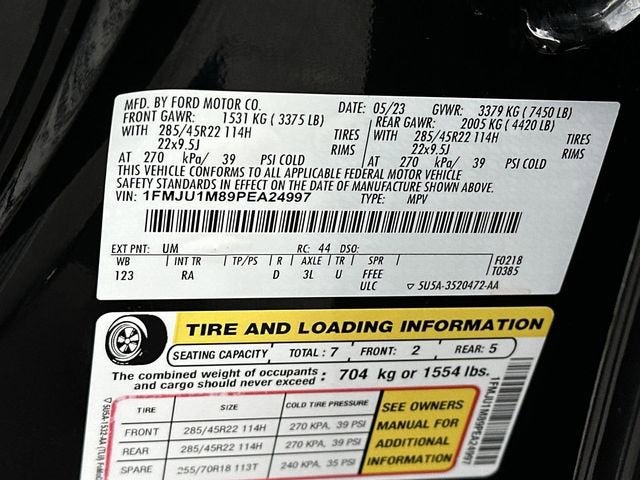 MFD. BY FORD MOTOR CO. DATE: 05/23 GVWR: 3379 KG (7450 LB)
FRONT GAWR: 1531 KG (3375 LB) REAR GAWR: 2005 KG (4420 LB)
WITH 285/45R22 114H TIRES WITH 285/45R22 114H TIRES
22x9.5J RIMS 22x9.5J RIMS
AT 270 kPa/ 39 PSI COLD AT 270 kPa/ 39 PSI COLD
THIS VEHICLE CONFORMS TO ALL APPLICABLE FEDERAL MOTOR VEHICLE
SAFETY STANDARDS IN EFFECT ON THE DATE OF MANUFACTURE SHOWN ABOVE.
VIN: 1FMJU1M89PEA24997 TYPE: MPV
EXT PNT: UM RC: 44 DSO:
WB INT TR TP/PS R AXLE TR SPR F0218
123 RA D 3L U FFEE T0385
ULC 5U5A-3520472-AA
TIRE AND LOADING INFORMATION
SEATING CAPACITY TOTAL: 7 FRONT: 2 REAR: 5
The combined weight of occupants and cargo should never exceed: 704 kg or 1554 lbs.
TIRE SIZE COLD TIRE PRESSURE
FRONT 285/45R22 114H 270 KPA, 39 PSI
REAR 285/45R22 114H 270 KPA, 39 PSI
SPARE 255/70R18 113T 240 KPA, 35 PSI
SEE OWNERS
MANUAL FOR
ADDITIONAL
INFORMATION
1FMJU1M89PEA24997